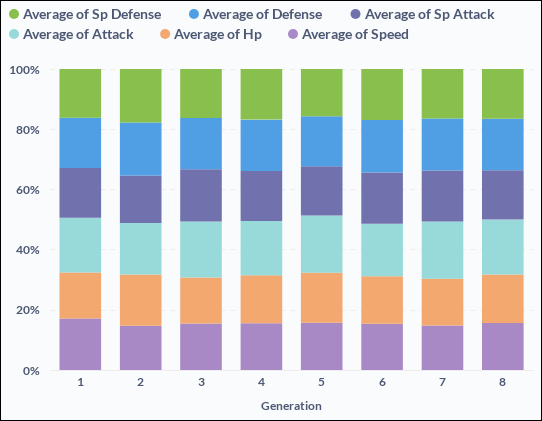 Average of Sp Defense Average of Defense Average of Sp Attack
Average of Attack Average of Hp Average of Speed
100%
80%
60%
40%
20%
0%
1 2 3 4 5 6 7 8
Generation